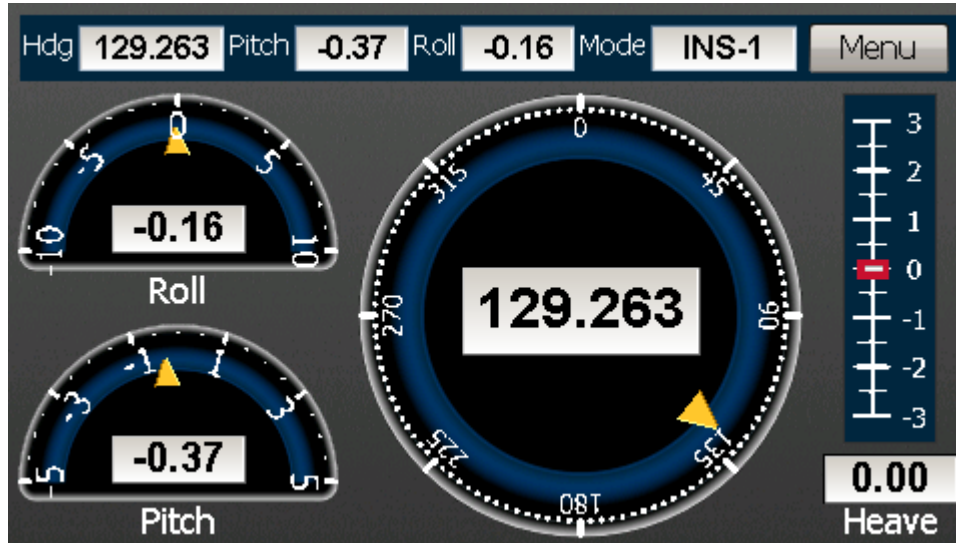 Hdg 129.263 Pitch -0.37 Roll -0.16 Mode INS-1 Menu
-10 -5 0 5 10
-0.16
Roll
-5 -3 -1 1 3 5
-0.37
Pitch
0 45 90 135 180 225 270 315
129.263
3
2
1
0
-1
-2
-3
0.00
Heave